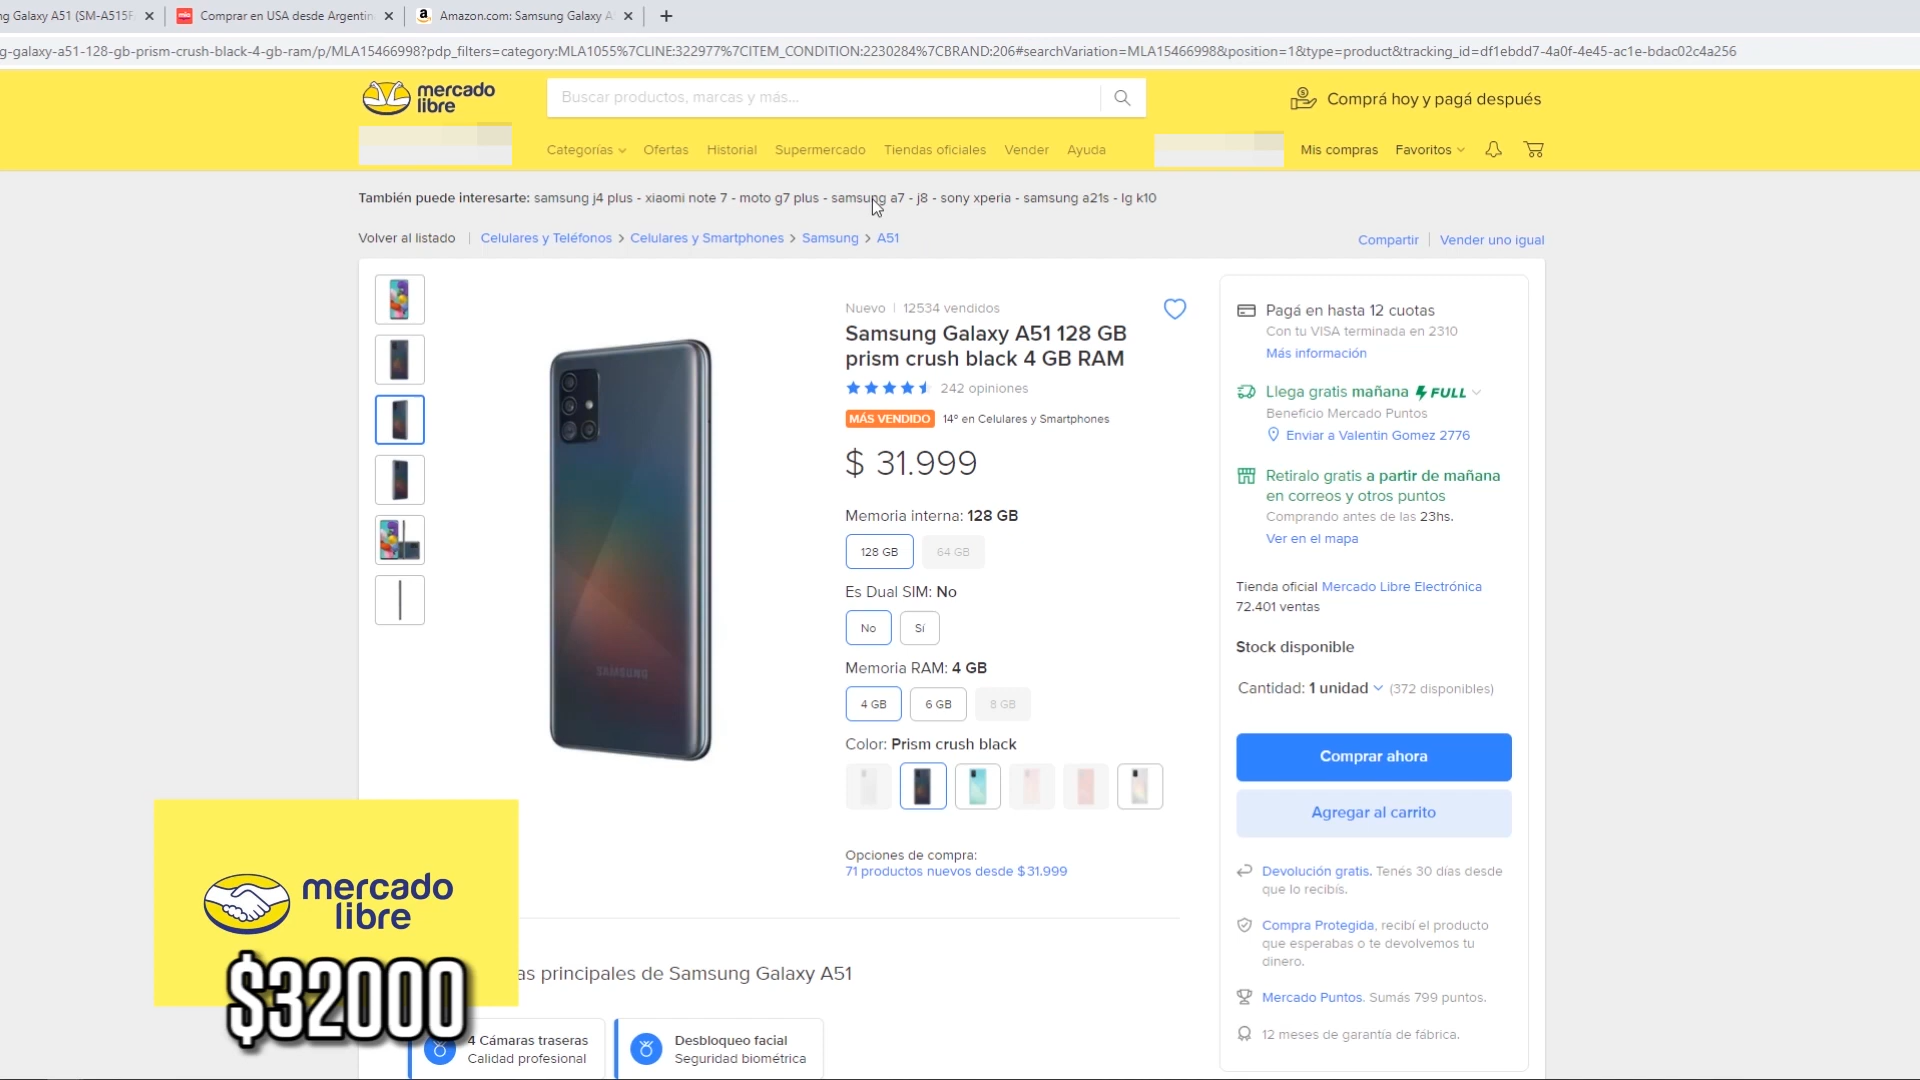 ng Galaxy A51 (SM-A515F
Comprar en USA desde Argentin
Amazon.com: Samsung Galaxy A
g-galaxy-a51-128-gb-prism-crush-black-4-gb-ram/p/MLA15466998?pdp_filters=category:MLA1055%7CLINE:322977%7CITEM_CONDITION:2230284%7CBRAND:206#searchVariation=MLA15466998&position=1&type=product&tracking_id=df1ebdd7-4a0f-4e45-ac1e-bdac02c4a256
mercado
libre
Buscar productos, marcas y más...
Comprá hoy y pagá después
Categorías
Ofertas
Historial
Supermercado
Tiendas oficiales
Vender
Ayuda
Mis compras
Favoritos
También puede interesarte: samsung j4 plus - xiaomi note 7 - moto g7 plus - samsung a7 - j8 - sony xperia - samsung a21s - lg k10
Volver al listado
Celulares y Teléfonos > Celulares y Smartphones > Samsung > A51
Compartir
Vender uno igual
Nuevo | 12534 vendidos
Samsung Galaxy A51 128 GB
prism crush black 4 GB RAM
242 opiniones
MÁS VENDIDO
14º en Celulares y Smartphones
$ 31.999
Memoria interna: 128 GB
128 GB
64 GB
Es Dual SIM: No
No
Sí
Memoria RAM: 4 GB
4 GB
6 GB
8 GB
Color: Prism crush black
Opciones de compra:
71 productos nuevos desde $31.999
SAMSUNG
Pagá en hasta 12 cuotas
Con tu VISA terminada en 2310
Más información
Llega gratis mañana FULL
Beneficio Mercado Puntos
Enviar a Valentin Gomez 2776
Retiralo gratis a partir de mañana
en correos y otros puntos
Comprando antes de las 23hs.
Ver en el mapa
Tienda oficial Mercado Libre Electrónica
72.401 ventas
Stock disponible
Cantidad: 1 unidad (372 disponibles)
Comprar ahora
Agregar al carrito
Devolución gratis. Tenés 30 días desde
que lo recibís.
Compra Protegida, recibí el producto
que esperabas o te devolvemos tu
dinero.
Mercado Puntos. Sumás 799 puntos.
12 meses de garantía de fábrica.
mercado
libre
$32000
as principales de Samsung Galaxy A51
4 Cámaras traseras
Calidad profesional
Desbloqueo facial
Seguridad biométrica